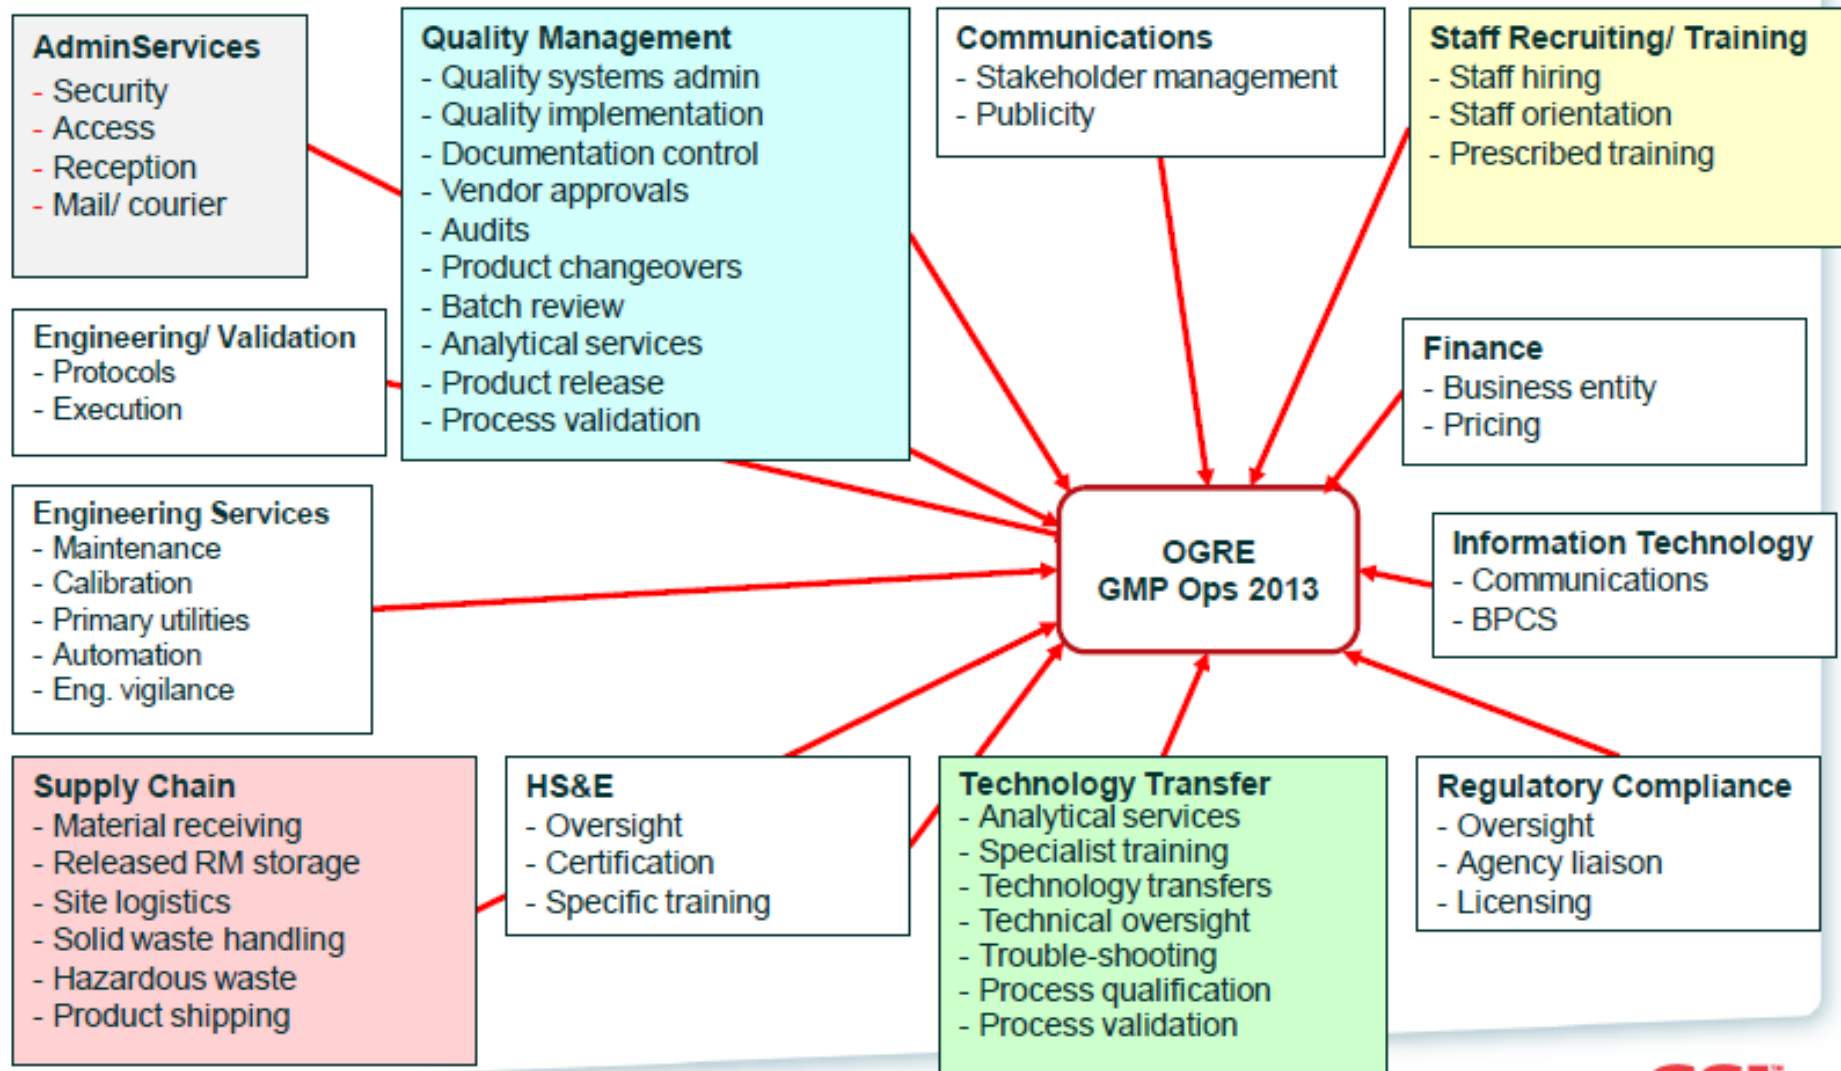 AdminServices
- Security
- Access
- Reception
- Mail/ courier
Quality Management
- Quality systems admin
- Quality implementation
- Documentation control
- Vendor approvals
- Audits
- Product changeovers
- Batch review
- Analytical services
- Product release
- Process validation
Communications
- Stakeholder management
- Publicity
Staff Recruiting/ Training
- Staff hiring
- Staff orientation
- Prescribed training
Engineering/ Validation
- Protocols
- Execution
Finance
- Business entity
- Pricing
Engineering Services
- Maintenance
- Calibration
- Primary utilities
- Automation
- Eng. vigilance
OGRE
GMP Ops 2013
Information Technology
- Communications
- BPCS
Supply Chain
- Material receiving
- Released RM storage
- Site logistics
- Solid waste handling
- Hazardous waste
- Product shipping
HS&E
- Oversight
- Certification
- Specific training
Technology Transfer
- Analytical services
- Specialist training
- Technology transfers
- Technical oversight
- Trouble-shooting
- Process qualification
- Process validation
Regulatory Compliance
- Oversight
- Agency liaison
- Licensing